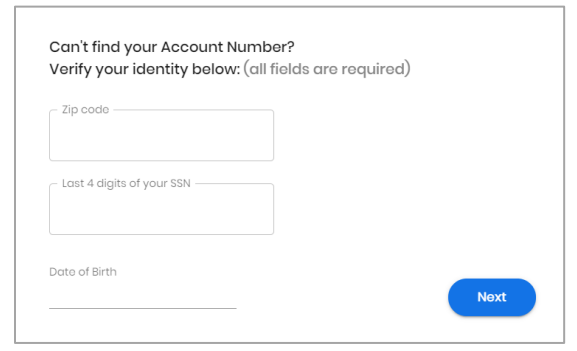 Can't find your Account Number?
Verify your identity below: (all fields are required)
Zip code
Last 4 digits of your SSN
Date of Birth
Next